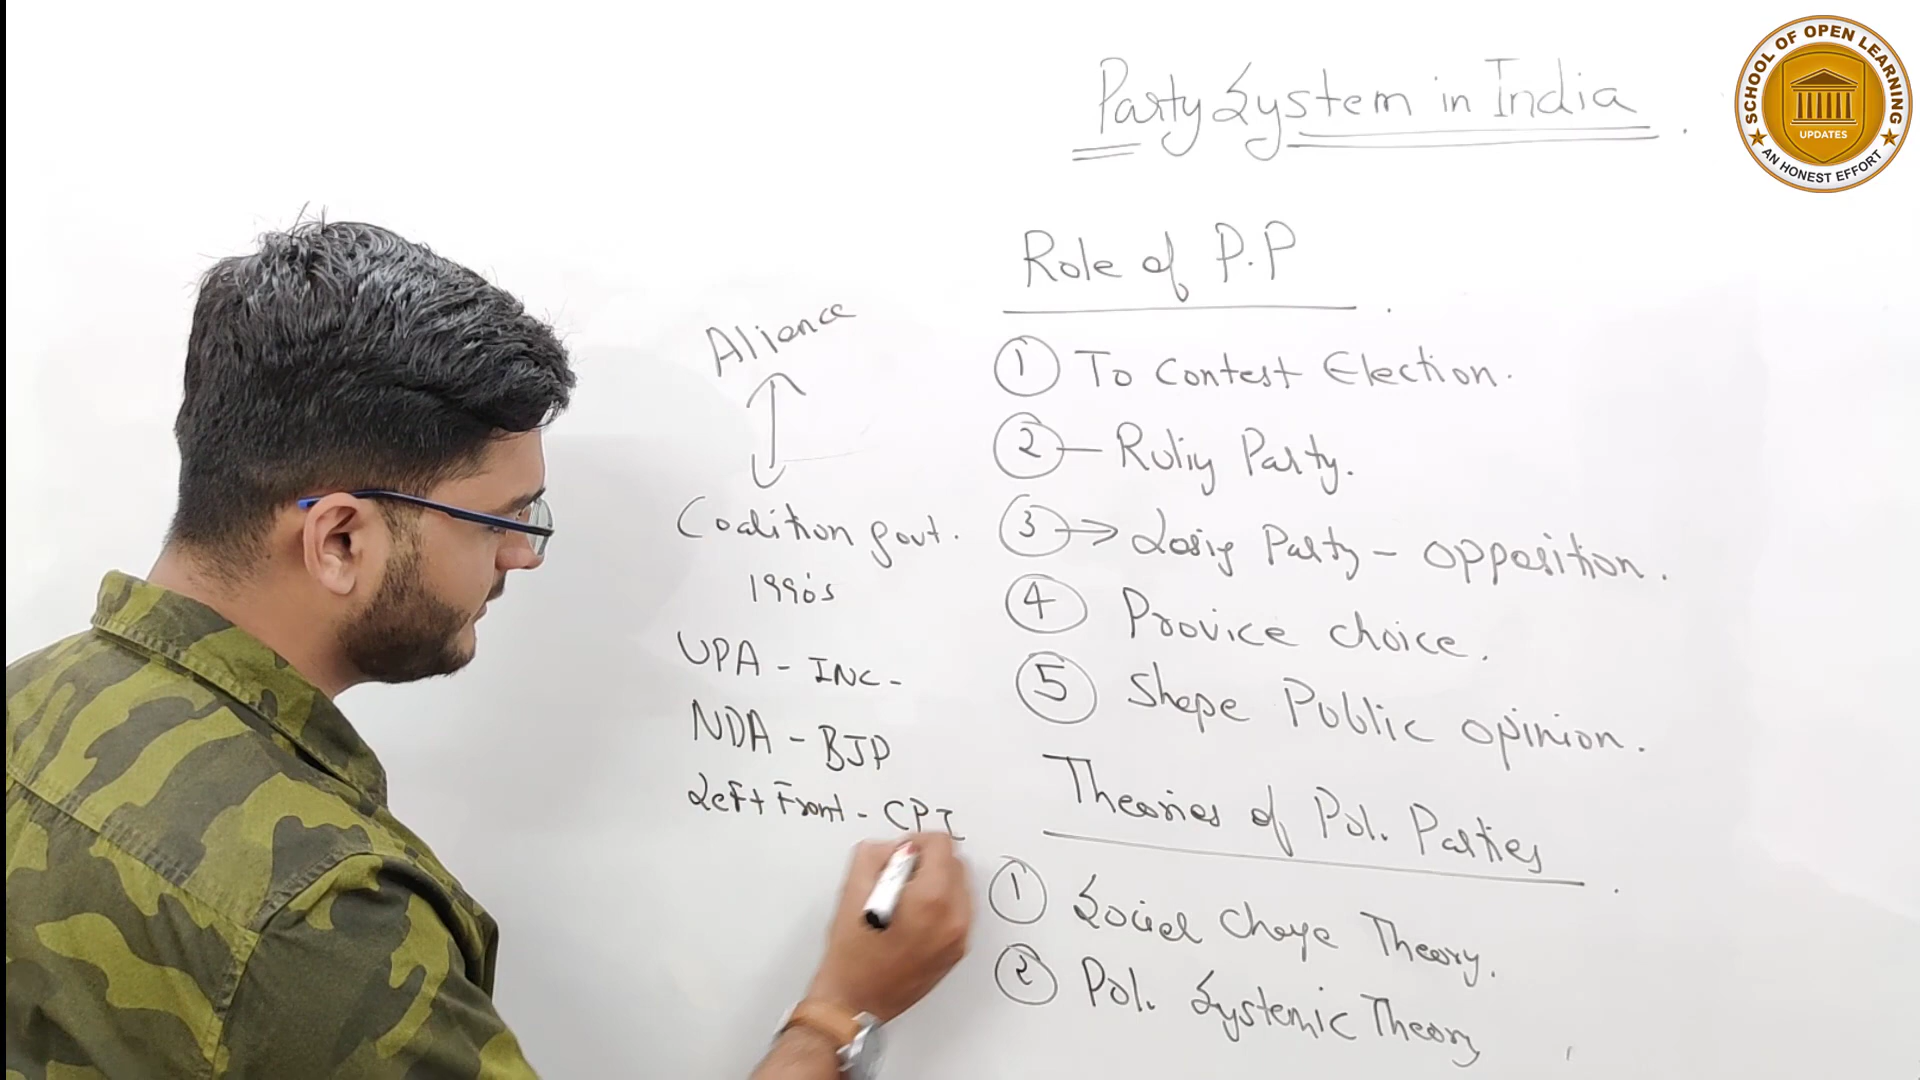 Party System in India
SCHOOL OF OPEN LEARNING
UPDATES
AN HONEST EFFORT
Role of P.P
① To Contest Election.
② — Ruling Party.
③ → Losing Party - Opposition.
④ Provice choice.
⑤ Shape Public opinion.
Theories of Pol. Parties
① Social Change Theory.
② Pol. Systemic Theory
Alience
Coalition govt.
1990's
UPA - INC -
NDA - BJP
Left Front - CPI